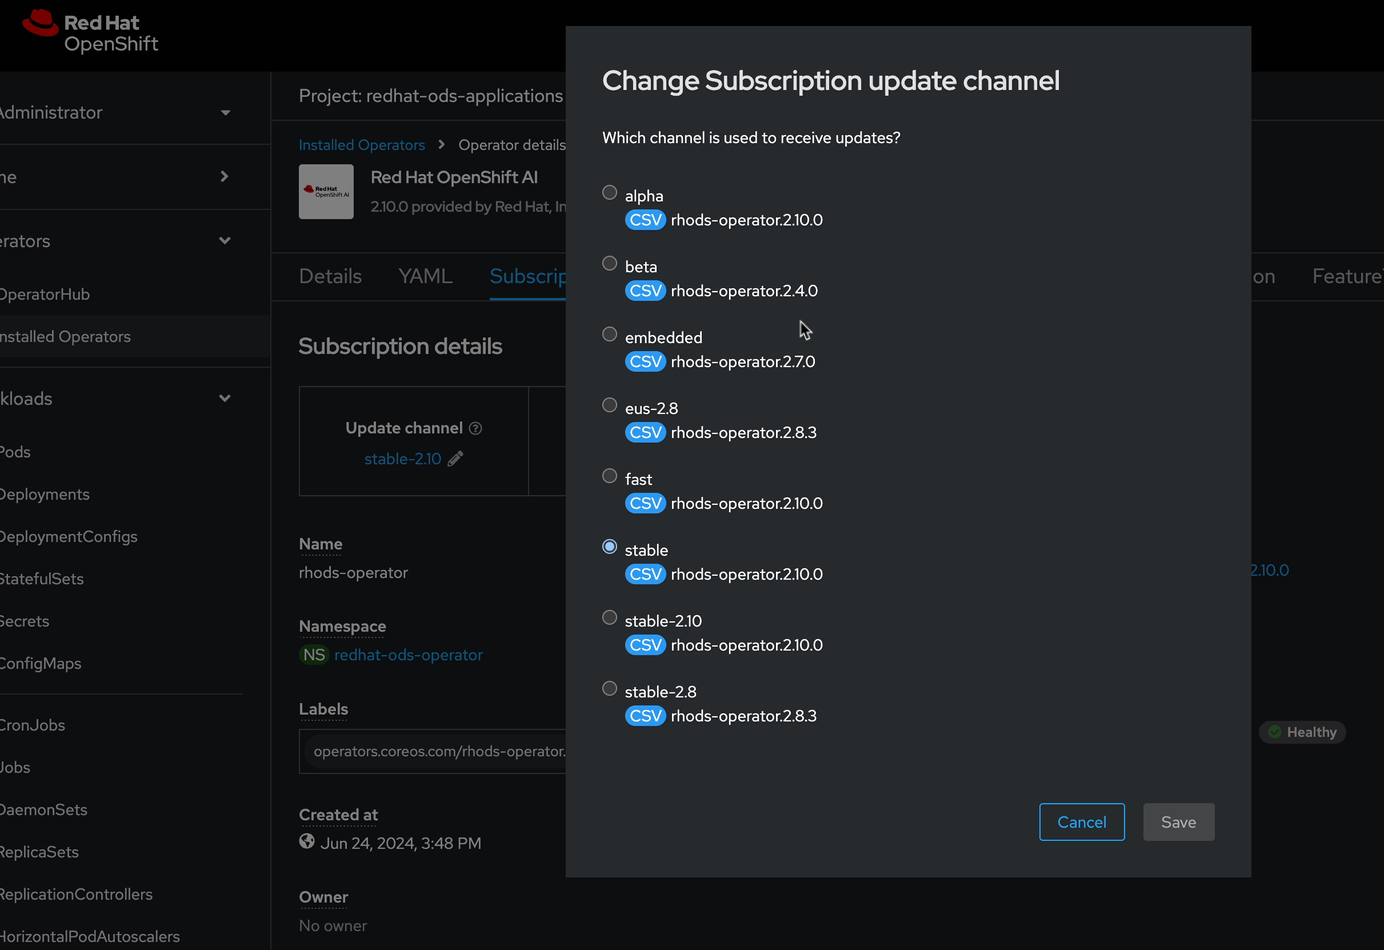 Red Hat
OpenShift
Administrator
ne
erators
OperatorHub
nstalled Operators
kloads
Pods
Deployments
DeploymentConfigs
StatefulSets
Secrets
ConfigMaps
CronJobs
Jobs
DaemonSets
ReplicaSets
ReplicationControllers
HorizontalPodAutoscalers
Project: redhat-ods-applications
Installed Operators > Operator details
Red Hat
OpenShift AI
Red Hat OpenShift AI
2.10.0 provided by Red Hat, In
Details YAML Subscrip
on Feature
Subscription details
Update channel
stable-2.10
Name
rhods-operator
Namespace
NS redhat-ods-operator
Labels
operators.coreos.com/rhods-operator.
Created at
Jun 24, 2024, 3:48 PM
Owner
No owner
2.10.0
Healthy
Change Subscription update channel
Which channel is used to receive updates?
alpha
CSV rhods-operator.2.10.0
beta
CSV rhods-operator.2.4.0
embedded
CSV rhods-operator.2.7.0
eus-2.8
CSV rhods-operator.2.8.3
fast
CSV rhods-operator.2.10.0
stable
CSV rhods-operator.2.10.0
stable-2.10
CSV rhods-operator.2.10.0
stable-2.8
CSV rhods-operator.2.8.3
Cancel Save